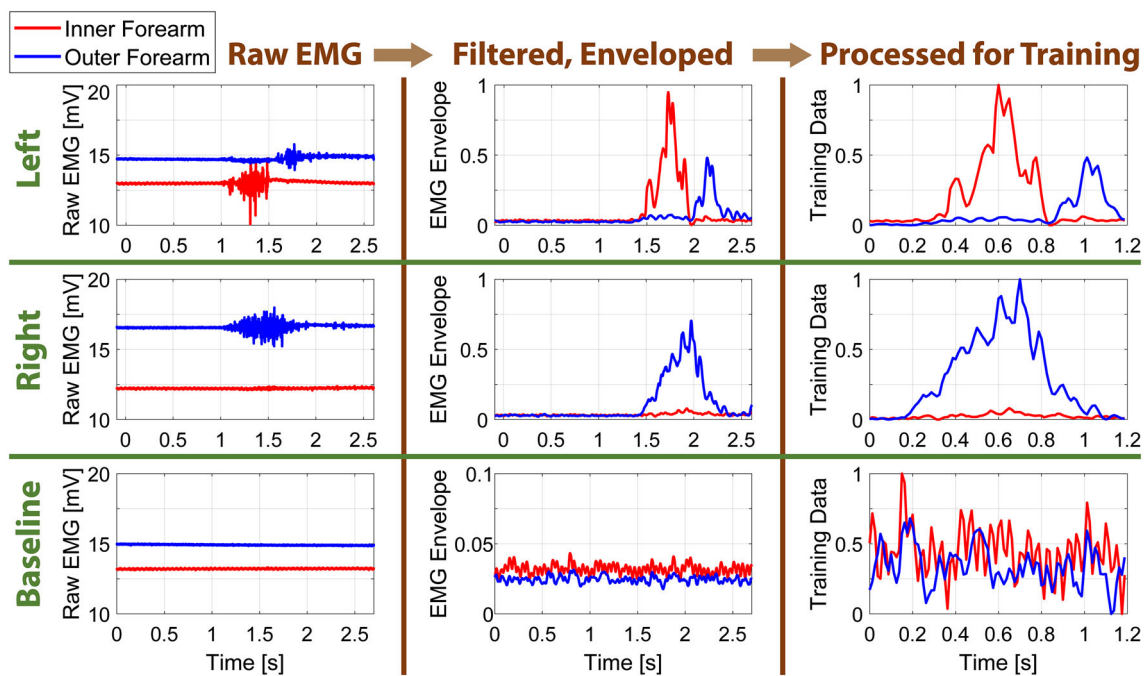 Inner Forearm
Outer Forearm
Raw EMG
Filtered, Enveloped
Processed for Training
Left
Raw EMG [mV]
20
15
10
0 0.5 1 1.5 2 2.5
EMG Envelope
1
0.5
0
0 0.5 1 1.5 2 2.5
Training Data
1
0.5
0
0 0.2 0.4 0.6 0.8 1 1.2
Right
Raw EMG [mV]
20
15
10
0 0.5 1 1.5 2 2.5
EMG Envelope
1
0.5
0
0 0.5 1 1.5 2 2.5
Training Data
1
0.5
0
0 0.2 0.4 0.6 0.8 1 1.2
Baseline
Raw EMG [mV]
20
15
10
0 0.5 1 1.5 2 2.5
Time [s]
EMG Envelope
0.1
0.05
0
0 0.5 1 1.5 2 2.5
Time [s]
Training Data
1
0.5
0
0 0.2 0.4 0.6 0.8 1 1.2
Time [s]